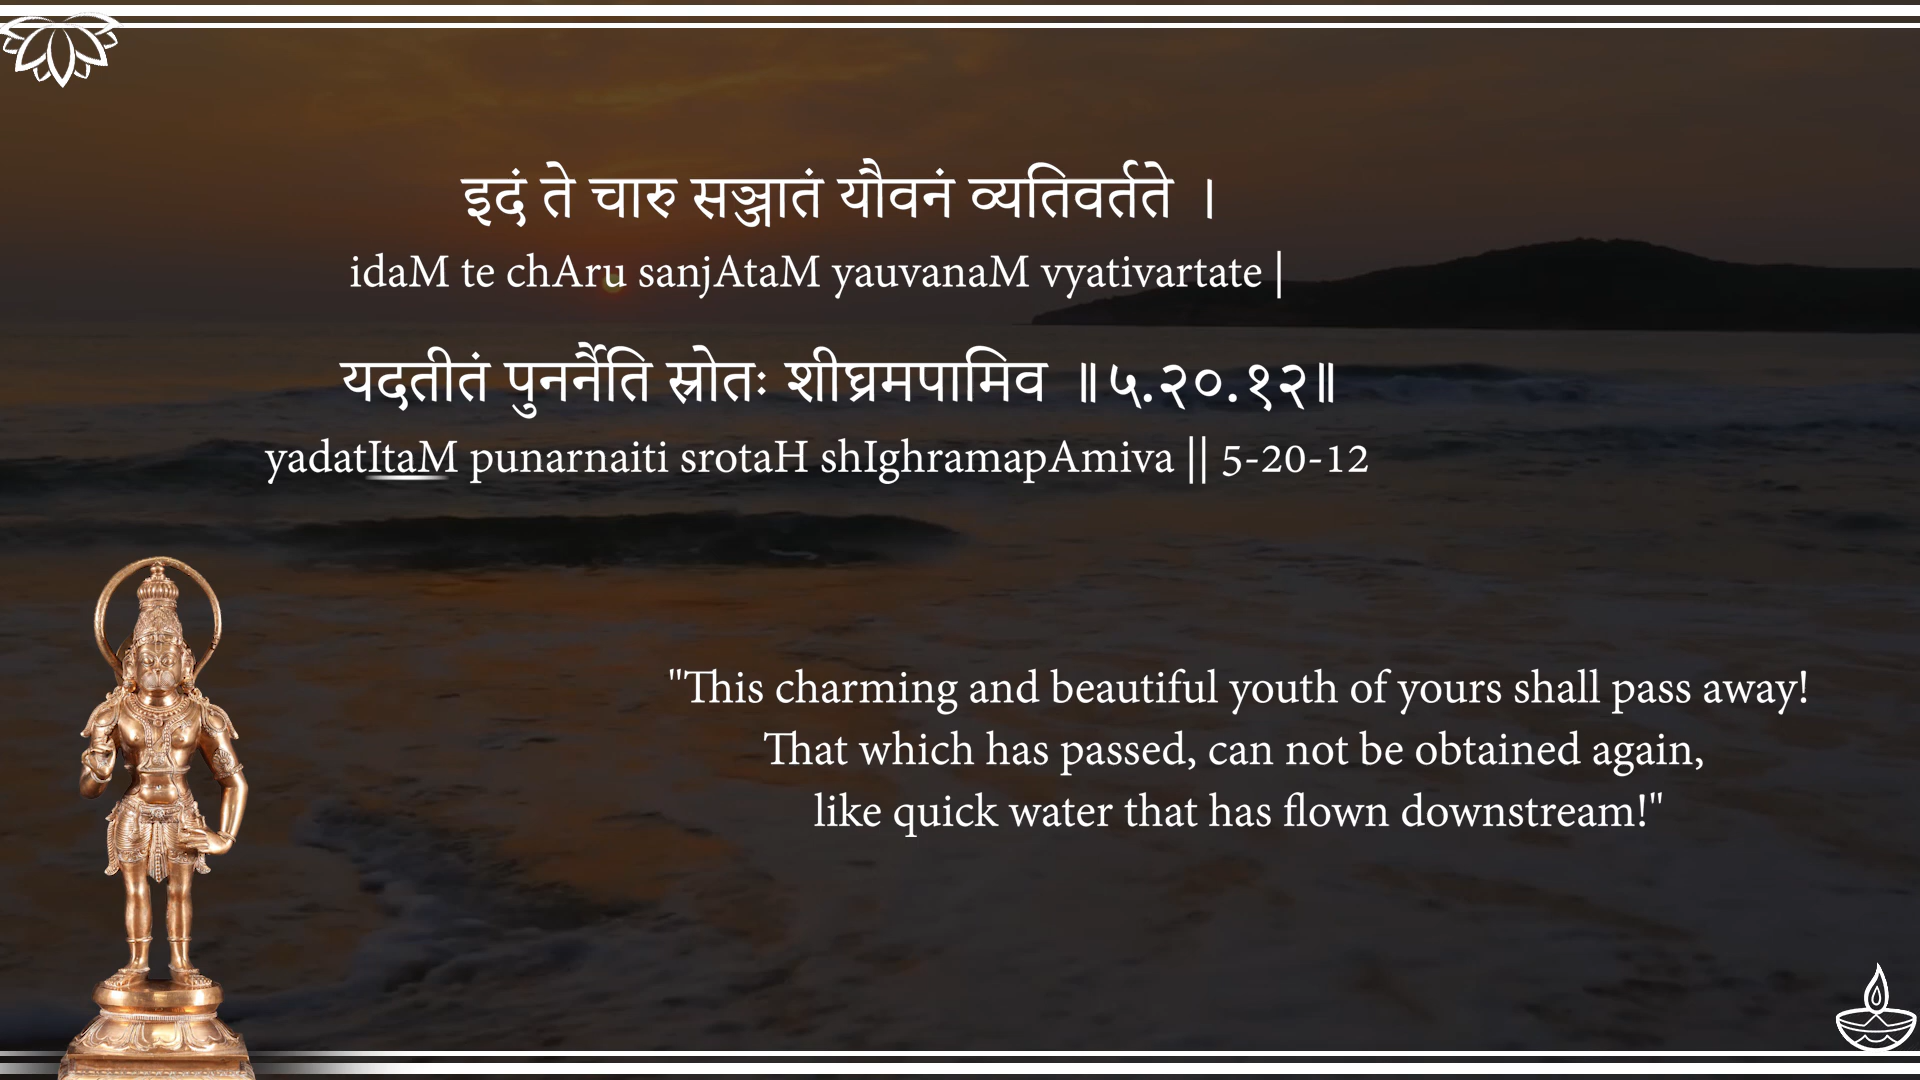 इदं ते चारु सञ्जातं यौवनं व्यतिवर्तते ।
idaM te chAru sanjAtaM yauvanaM vyativartate |
यदतीतं पुनर्नैति स्रोतः शीघ्रमपामिव ॥५.२०.१२॥
yadatItaM punarnaiti srotaH shIghramapAmiva || 5-20-12
"This charming and beautiful youth of yours shall pass away!
That which has passed, can not be obtained again,
like quick water that has flown downstream!"